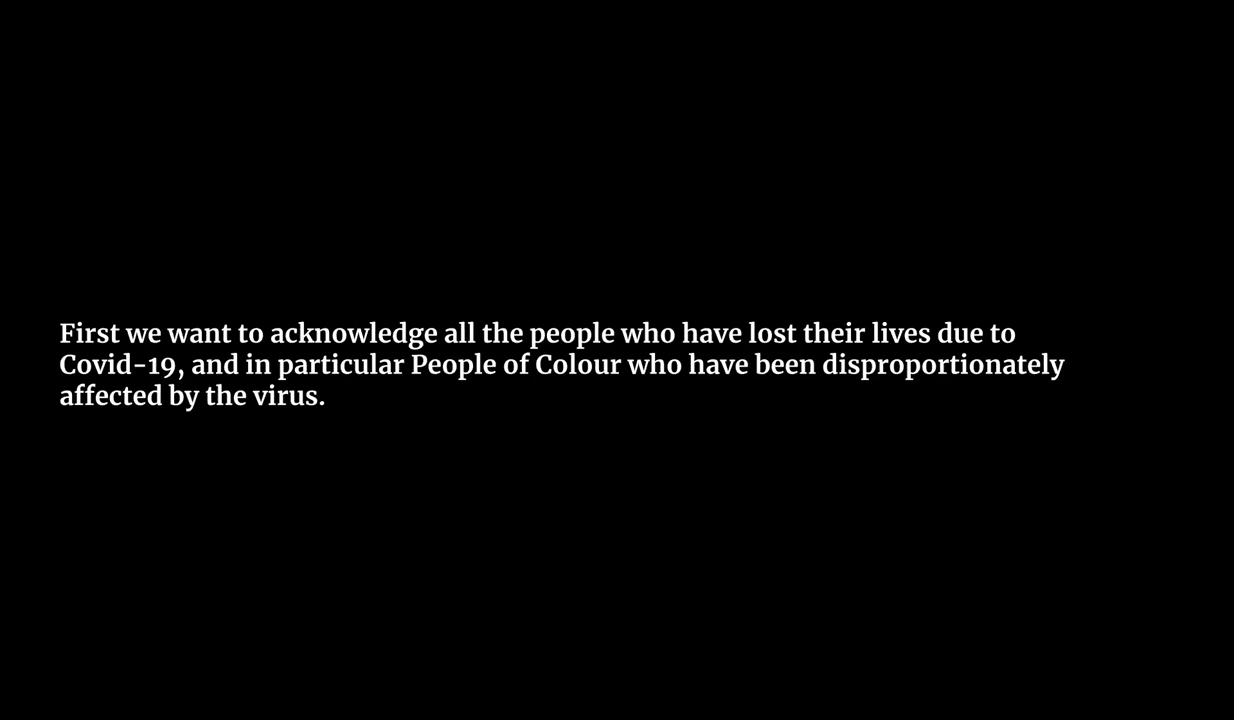 First we want to acknowledge all the people who have lost their lives due to
Covid-19, and in particular People of Colour who have been disproportionately
affected by the virus.